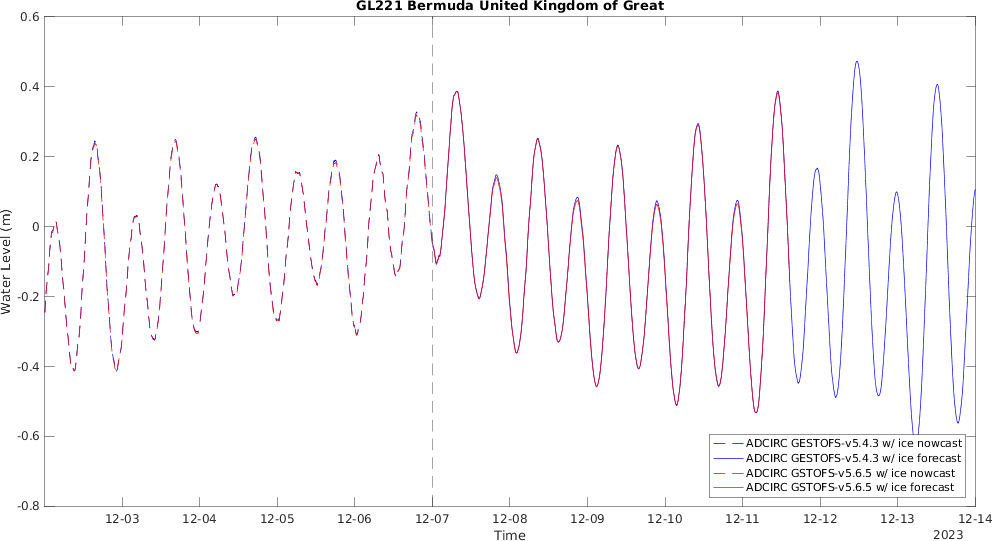 GL221 Bermuda United Kingdom of Great
0.6
0.4
0.2
0
-0.2
-0.4
-0.6
-0.8
Water Level (m)
ADCIRC GESTOFS-v5.4.3 w/ ice nowcast
ADCIRC GESTOFS-v5.4.3 w/ ice forecast
ADCIRC GSTOFS-v5.6.5 w/ ice nowcast
ADCIRC GSTOFS-v5.6.5 w/ ice forecast
12-03 12-04 12-05 12-06 12-07 12-08 12-09 12-10 12-11 12-12 12-13 12-14
Time
2023